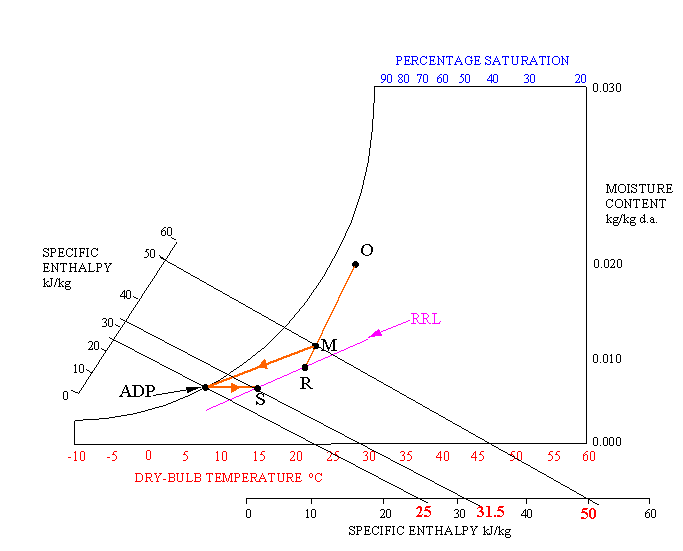 PERCENTAGE SATURATION
90 80 70 60 50 40 30 20
0.030
MOISTURE
CONTENT
kg/kg d.a.
60
SPECIFIC
ENTHALPY
kJ/kg
50
O
0.020
40
30
RRL
20
M
0.010
10
R
0
ADP
S
0.000
-10 -5 0 5 10 15 20 25 30 35 40 45 50 55 60
DRY-BULB TEMPERATURE °C
0 10 20 25 30 31.5 40 50 60
SPECIFIC ENTHALPY kJ/kg